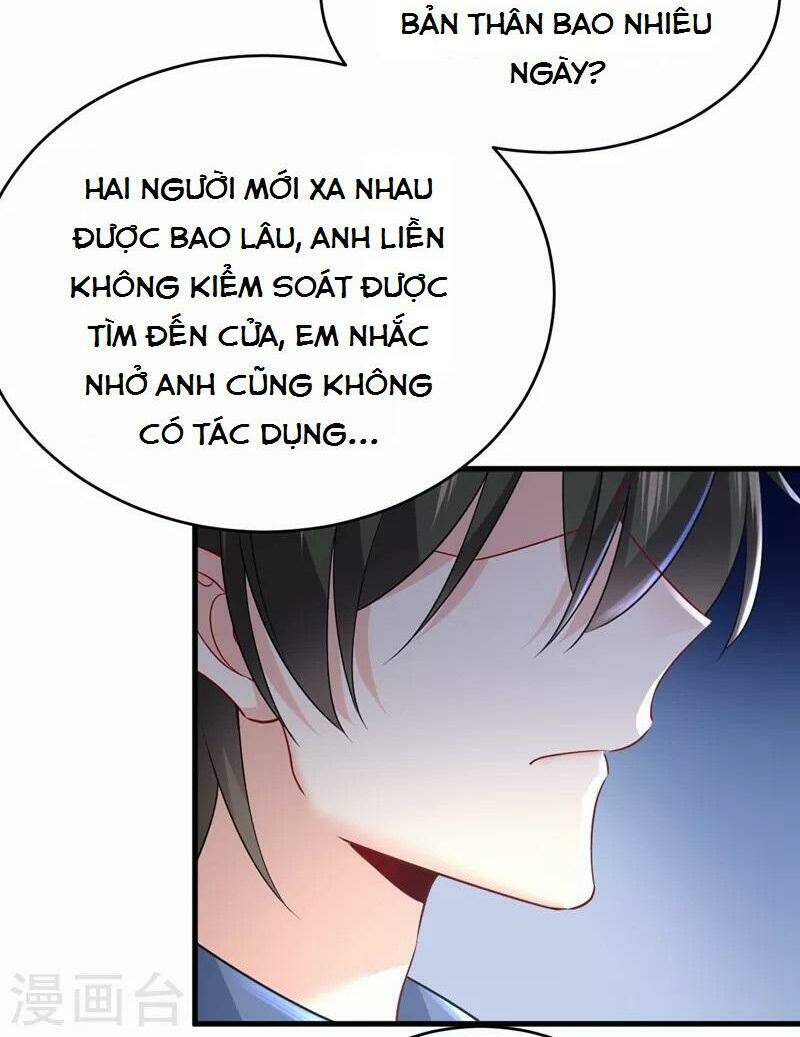 BẢN THÂN BAO NHIÊU
NGÀY?
HAI NGƯỜI MỚI XA NHAU
ĐƯỢC BAO LÂU, ANH LIỀN
KHÔNG KIỂM SOÁT ĐƯỢC
TÌM ĐẾN CỬA, EM NHẮC
NHỞ ANH CŨNG KHÔNG
CÓ TÁC DỤNG...
漫画台